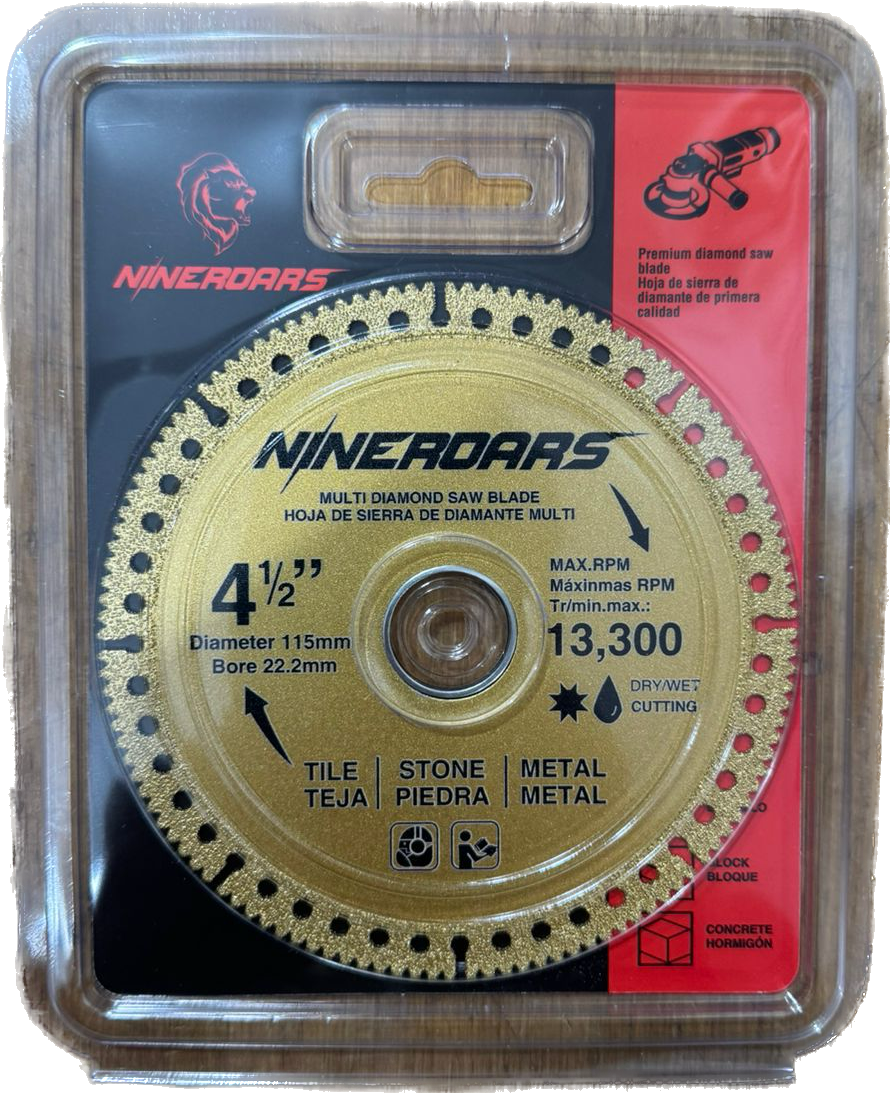 NINEROARS
Premium diamond saw
blade
Hoja de sierra de
diamante de primera
calidad
NINEROARS
MULTI DIAMOND SAW BLADE
HOJA DE SIERRA DE DIAMANTE MULTI
4 1/2”
Diameter 115mm
Bore 22.2mm
MAX.RPM
Máxinmas RPM
Tr/min.max.:
13,300
DRY/WET
CUTTING
TILE | STONE | METAL
TEJA | PIEDRA | METAL
BLOQUE
CONCRETE
HORMIGÓN